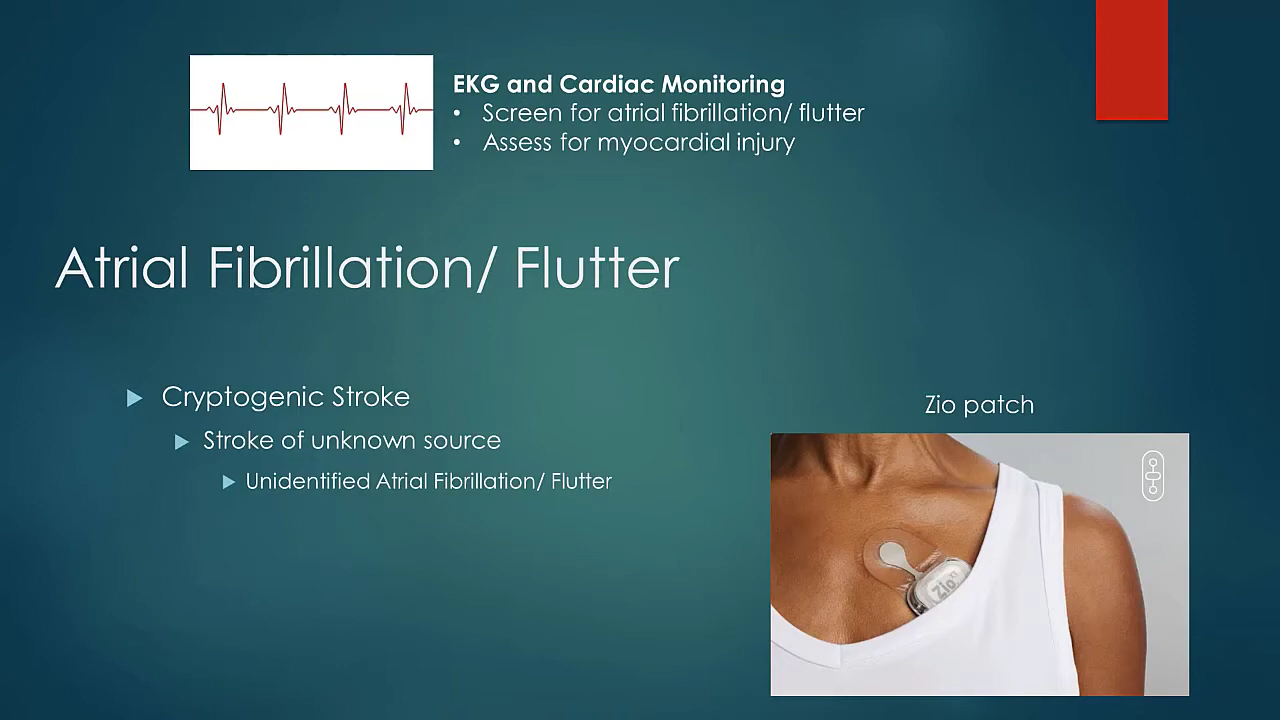 EKG and Cardiac Monitoring
• Screen for atrial fibrillation/ flutter
• Assess for myocardial injury
Atrial Fibrillation/ Flutter
Cryptogenic Stroke
Stroke of unknown source
Unidentified Atrial Fibrillation/ Flutter
Zio patch
Zio XT